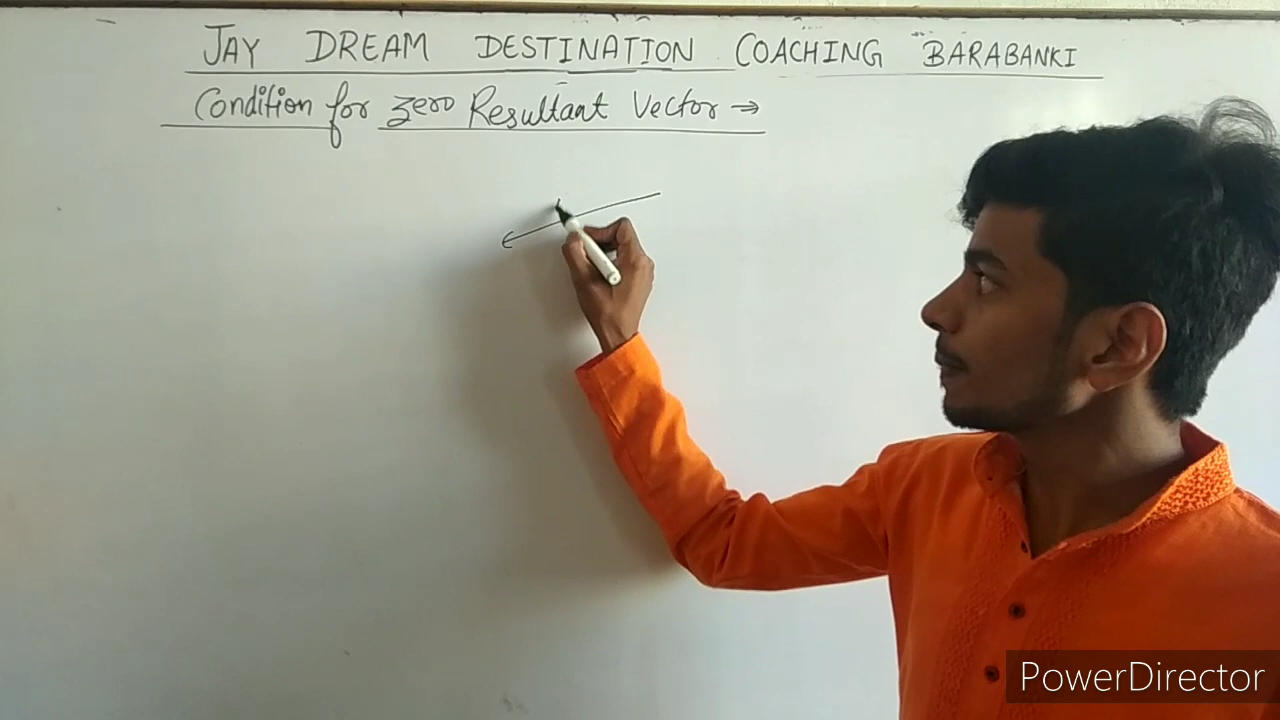 JAY DREAM DESTINATION COACHING BARABANKI
Condition for zero Resultant Vector ⇒
PowerDirector